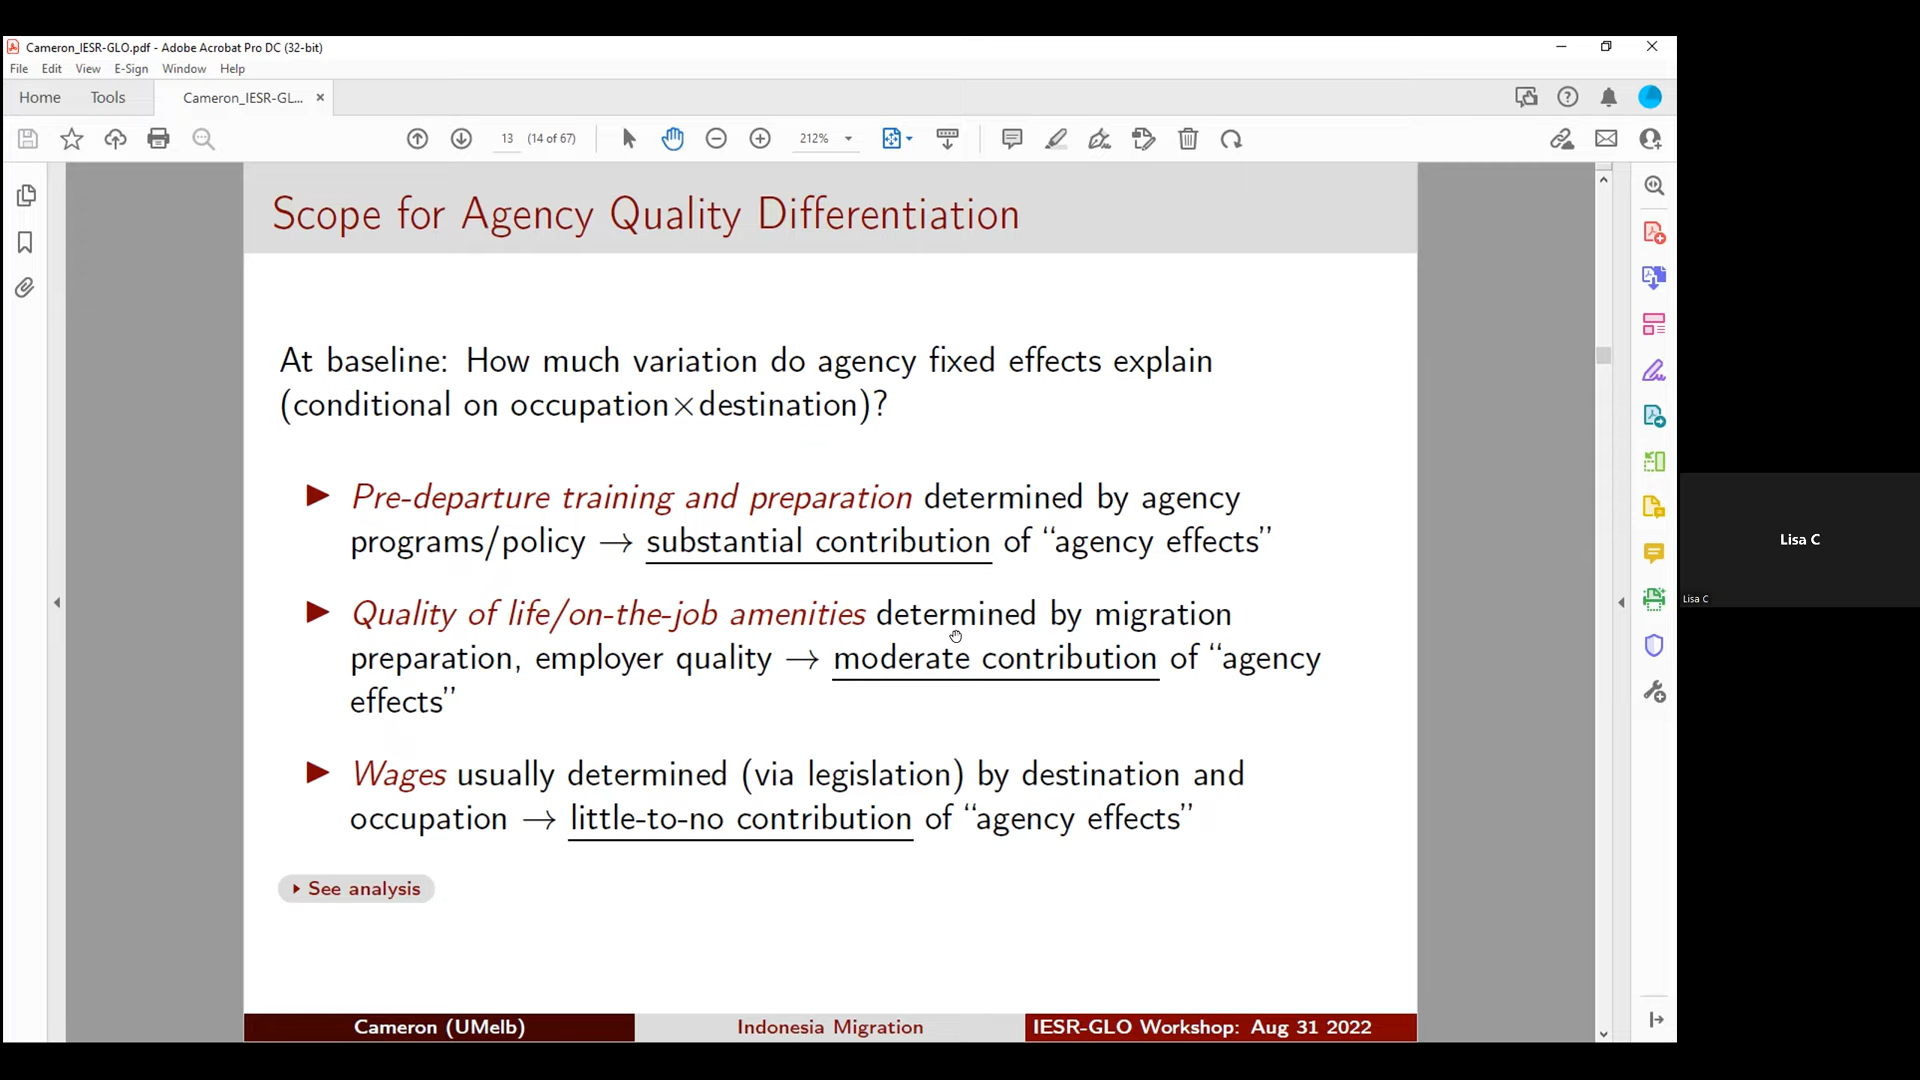 Cameron_IESR-GLO.pdf - Adobe Acrobat Pro DC (32-bit)
File Edit View E-Sign Window Help
Home Tools Cameron_IESR-GL... ×
13 (14 of 67) 212%
Scope for Agency Quality Differentiation
At baseline: How much variation do agency fixed effects explain
(conditional on occupation×destination)?
▶ Pre-departure training and preparation determined by agency
programs/policy → substantial contribution of “agency effects”
▶ Quality of life/on-the-job amenities determined by migration
preparation, employer quality → moderate contribution of “agency
effects”
▶ Wages usually determined (via legislation) by destination and
occupation → little-to-no contribution of “agency effects”
See analysis
Cameron (UMelb) Indonesia Migration IESR-GLO Workshop: Aug 31 2022
Lisa C
Lisa C